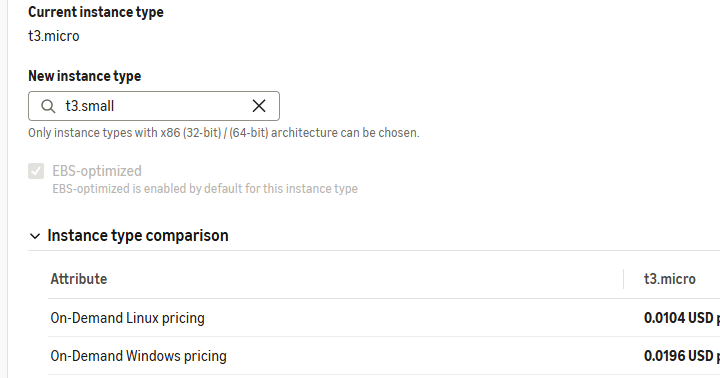 Current instance type
t3.micro
New instance type
t3.small
Only instance types with x86 (32-bit) / (64-bit) architecture can be chosen.
EBS-optimized
EBS-optimized is enabled by default for this instance type
Instance type comparison
Attribute t3.micro
On-Demand Linux pricing 0.0104 USD
On-Demand Windows pricing 0.0196 USD